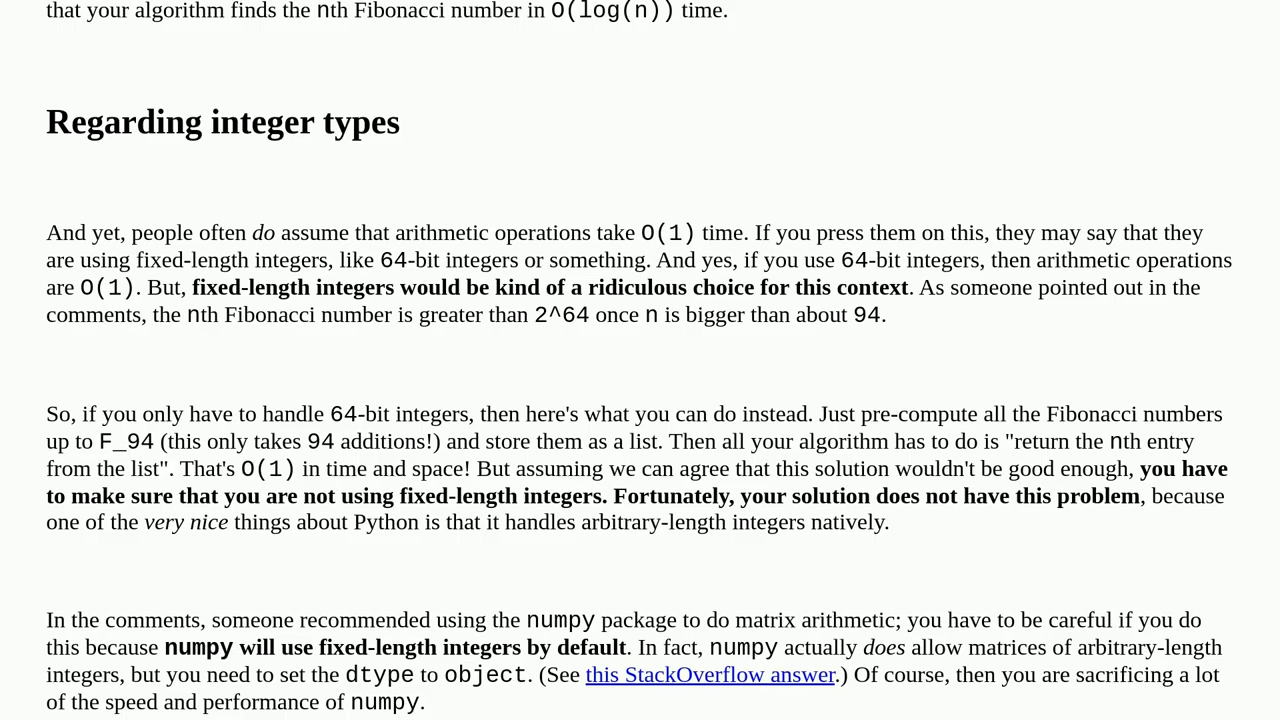 that your algorithm finds the nth Fibonacci number in O(log(n)) time.
Regarding integer types
And yet, people often do assume that arithmetic operations take O(1) time. If you press them on this, they may say that they
are using fixed-length integers, like 64-bit integers or something. And yes, if you use 64-bit integers, then arithmetic operations
are O(1). But, fixed-length integers would be kind of a ridiculous choice for this context. As someone pointed out in the
comments, the nth Fibonacci number is greater than 2^64 once n is bigger than about 94.
So, if you only have to handle 64-bit integers, then here's what you can do instead. Just pre-compute all the Fibonacci numbers
up to F_94 (this only takes 94 additions!) and store them as a list. Then all your algorithm has to do is "return the nth entry
from the list". That's O(1) in time and space! But assuming we can agree that this solution wouldn't be good enough, you have
to make sure that you are not using fixed-length integers. Fortunately, your solution does not have this problem, because
one of the very nice things about Python is that it handles arbitrary-length integers natively.
In the comments, someone recommended using the numpy package to do matrix arithmetic; you have to be careful if you do
this because numpy will use fixed-length integers by default. In fact, numpy actually does allow matrices of arbitrary-length
integers, but you need to set the dtype to object. (See this StackOverflow answer.) Of course, then you are sacrificing a lot
of the speed and performance of numpy.